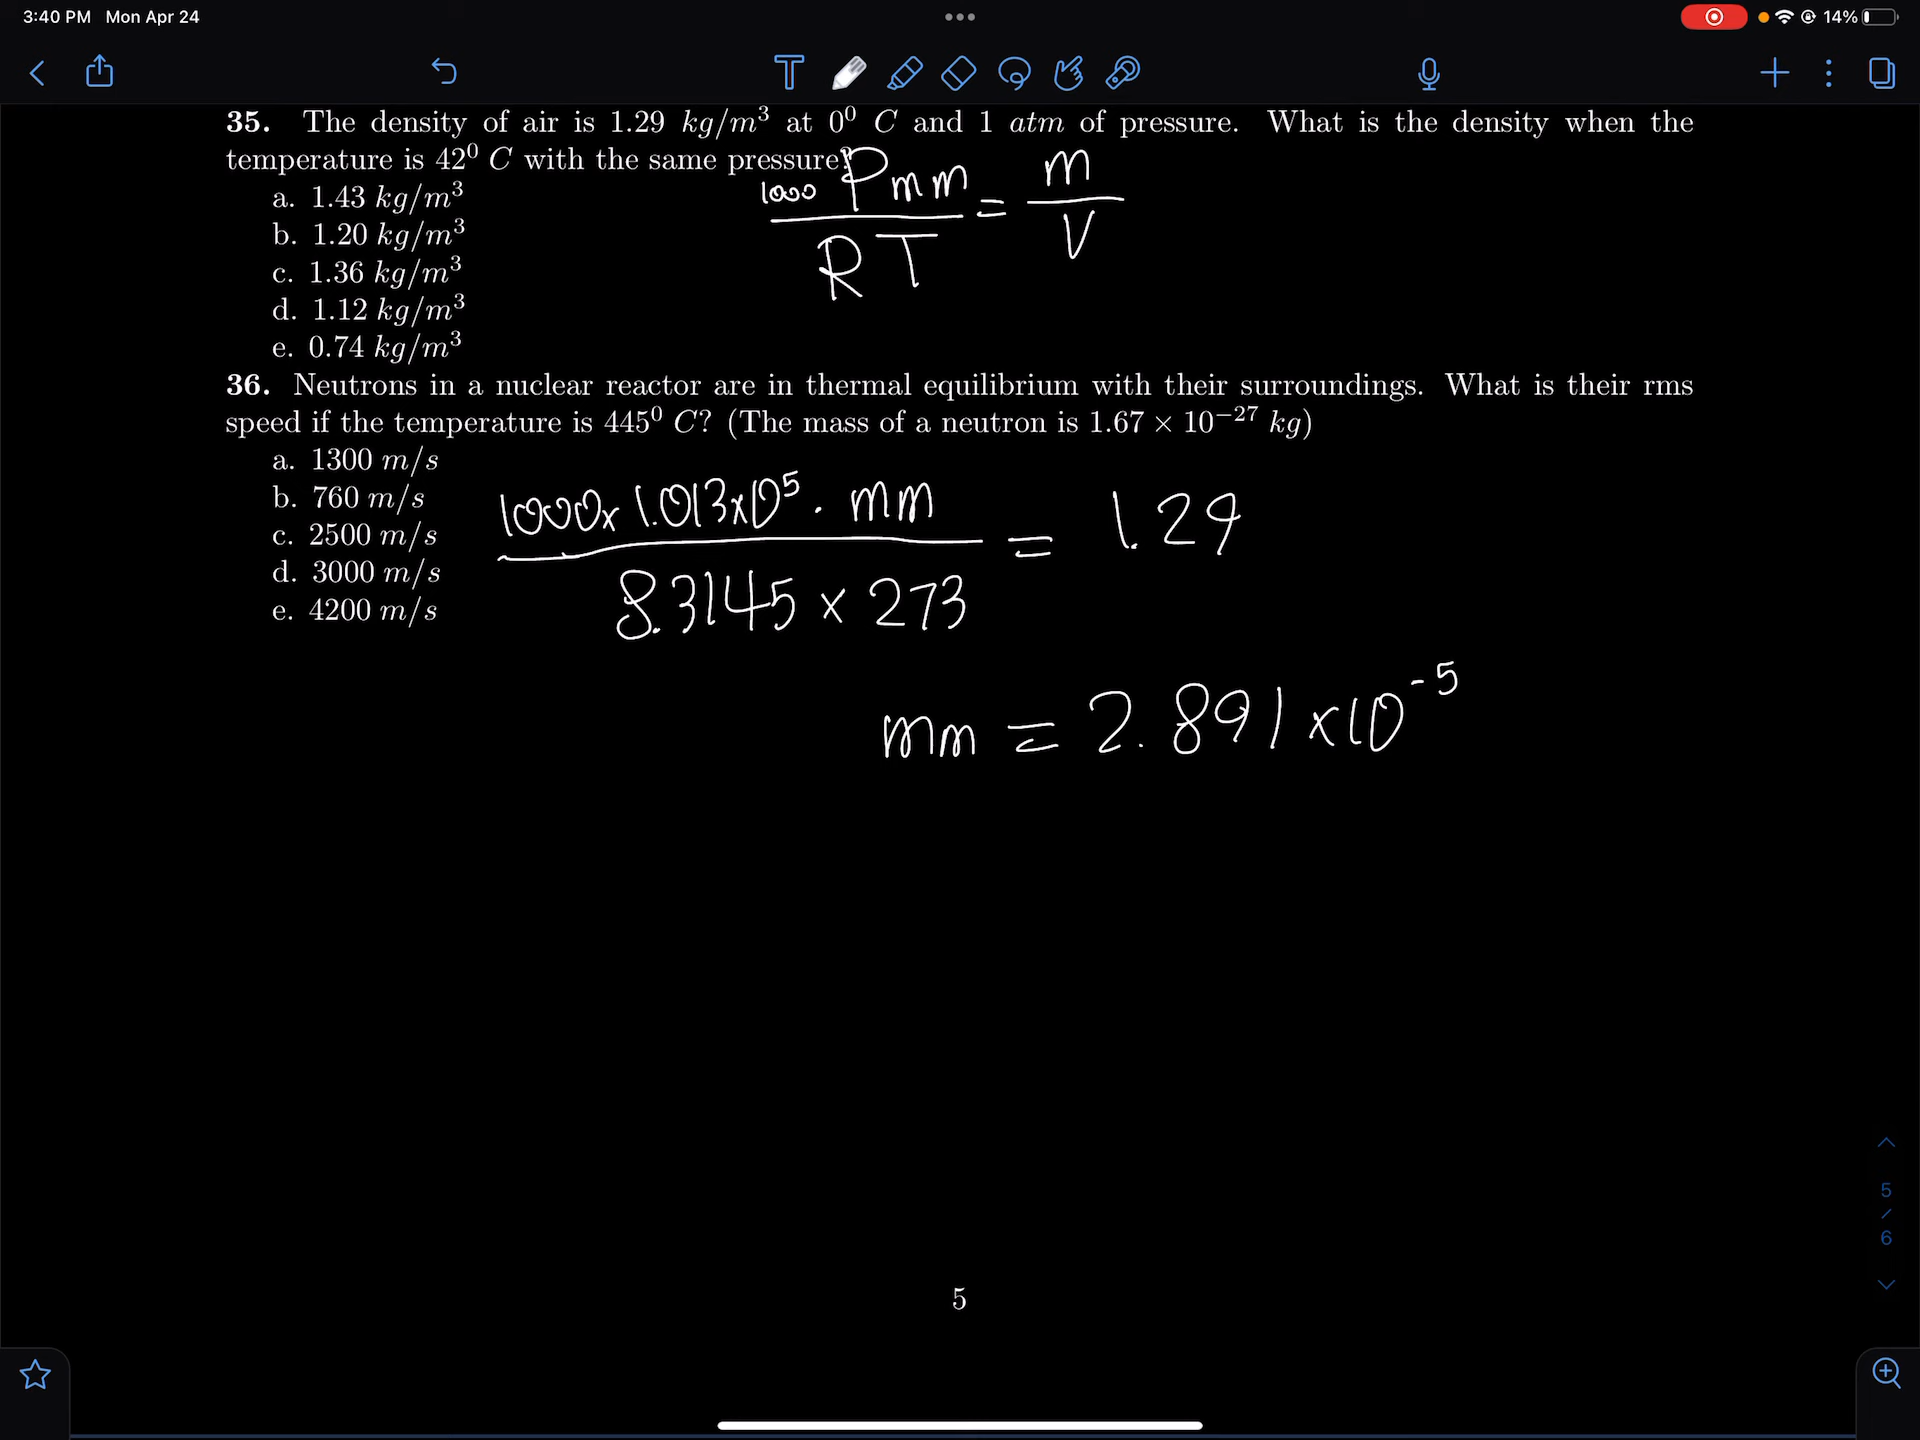 3:40 PM Mon Apr 24
14%
35. The density of air is 1.29 kg/m³ at 0⁰ C and 1 atm of pressure. What is the density when the
temperature is 42⁰ C with the same pressure?
1000 Pmm / RT = m / V
a. 1.43 kg/m³
b. 1.20 kg/m³
c. 1.36 kg/m³
d. 1.12 kg/m³
e. 0.74 kg/m³
36. Neutrons in a nuclear reactor are in thermal equilibrium with their surroundings. What is their rms
speed if the temperature is 445⁰ C? (The mass of a neutron is 1.67 × 10⁻²⁷ kg)
a. 1300 m/s
b. 760 m/s
c. 2500 m/s
d. 3000 m/s
e. 4200 m/s
1000x 1.013x10⁵ · mm / 8.3145 x 273 = 1.29
mm = 2.891 x10⁻⁵
5
/
6
5